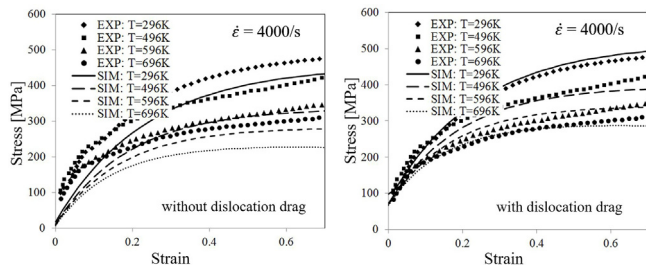 600
500
400
300
200
100
0
0
0.2
0.4
0.6
Stress [MPa]
Strain
EXP: T=296K
EXP: T=496K
EXP: T=596K
EXP: T=696K
SIM: T=296K
SIM: T=496K
SIM: T=596K
SIM: T=696K
ε̇ = 4000/s
without dislocation drag
600
500
400
300
200
100
0
0
0.2
0.4
0.6
Stress [MPa]
Strain
EXP: T=296K
EXP: T=496K
EXP: T=596K
EXP: T=696K
SIM: T=296K
SIM: T=496K
SIM: T=596K
SIM: T=696K
ε̇ = 4000/s
with dislocation drag